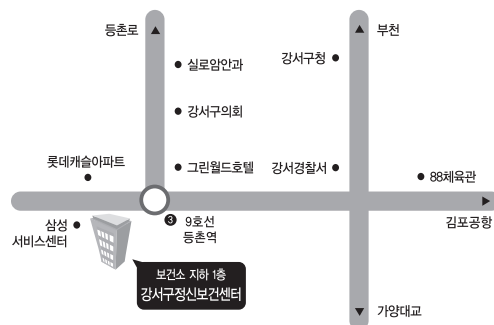 등촌로
부천
실로암안과
강서구청
강서구의회
롯데캐슬아파트
그린월드호텔
강서경찰서
88체육관
삼성
서비스센터
3
9호선
등촌역
김포공항
보건소 지하 1층
강서구정신보건센터
가양대교